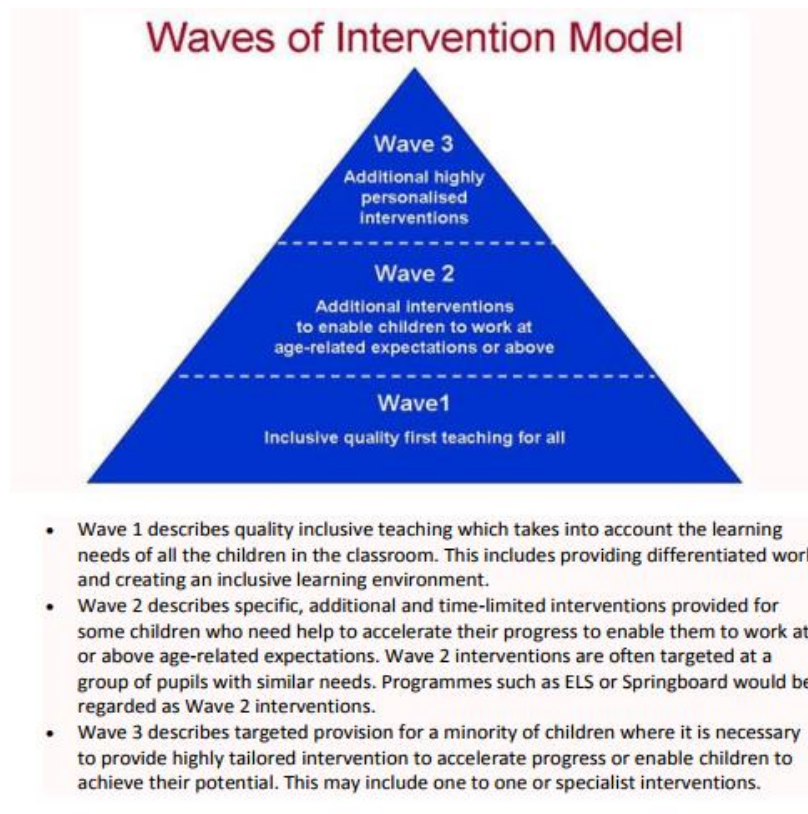 Waves of Intervention Model
Wave 3
Additional highly
personalised
interventions
Wave 2
Additional interventions
to enable children to work at
age-related expectations or above
Wave1
Inclusive quality first teaching for all
• Wave 1 describes quality inclusive teaching which takes into account the learning
needs of all the children in the classroom. This includes providing differentiated wor
and creating an inclusive learning environment.
• Wave 2 describes specific, additional and time-limited interventions provided for
some children who need help to accelerate their progress to enable them to work at
or above age-related expectations. Wave 2 interventions are often targeted at a
group of pupils with similar needs. Programmes such as ELS or Springboard would be
regarded as Wave 2 interventions.
• Wave 3 describes targeted provision for a minority of children where it is necessary
to provide highly tailored intervention to accelerate progress or enable children to
achieve their potential. This may include one to one or specialist interventions.